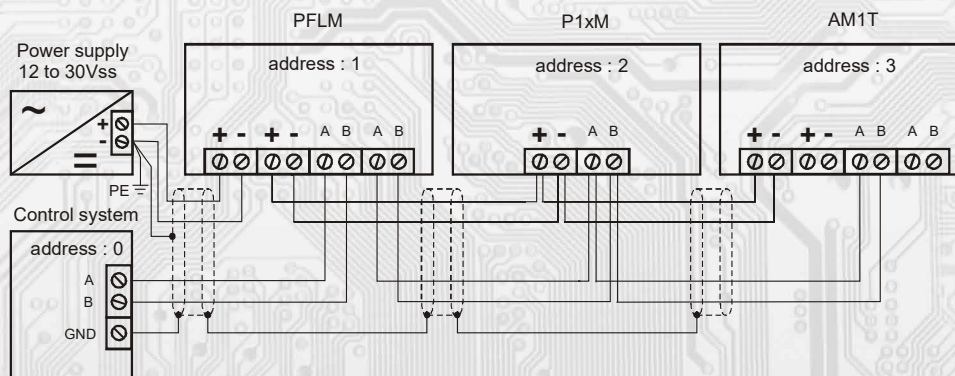 PFLM
P1xM
AM1T
Power supply
12 to 30Vss
address : 1
address : 2
address : 3
~
+
-
=
+ - + - A B A B
+ - A B
+ - + - A B A B
PE
Control system
address : 0
A
B
GND